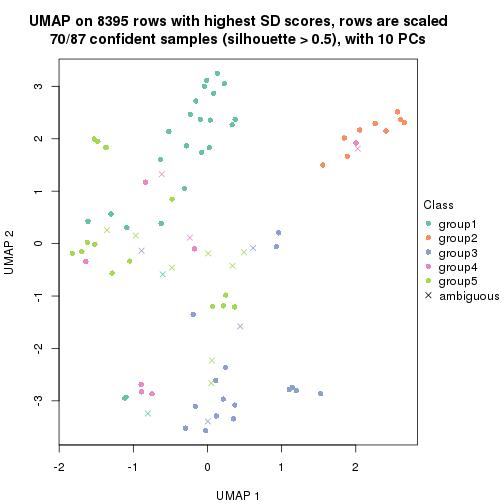 UMAP on 8395 rows with highest SD scores, rows are scaled
70/87 confident samples (silhouette > 0.5), with 10 PCs
3
2
1
0
-1
-2
-3
UMAP 2
-2
-1
0
1
2
UMAP 1
Class
group1
group2
group3
group4
group5
ambiguous